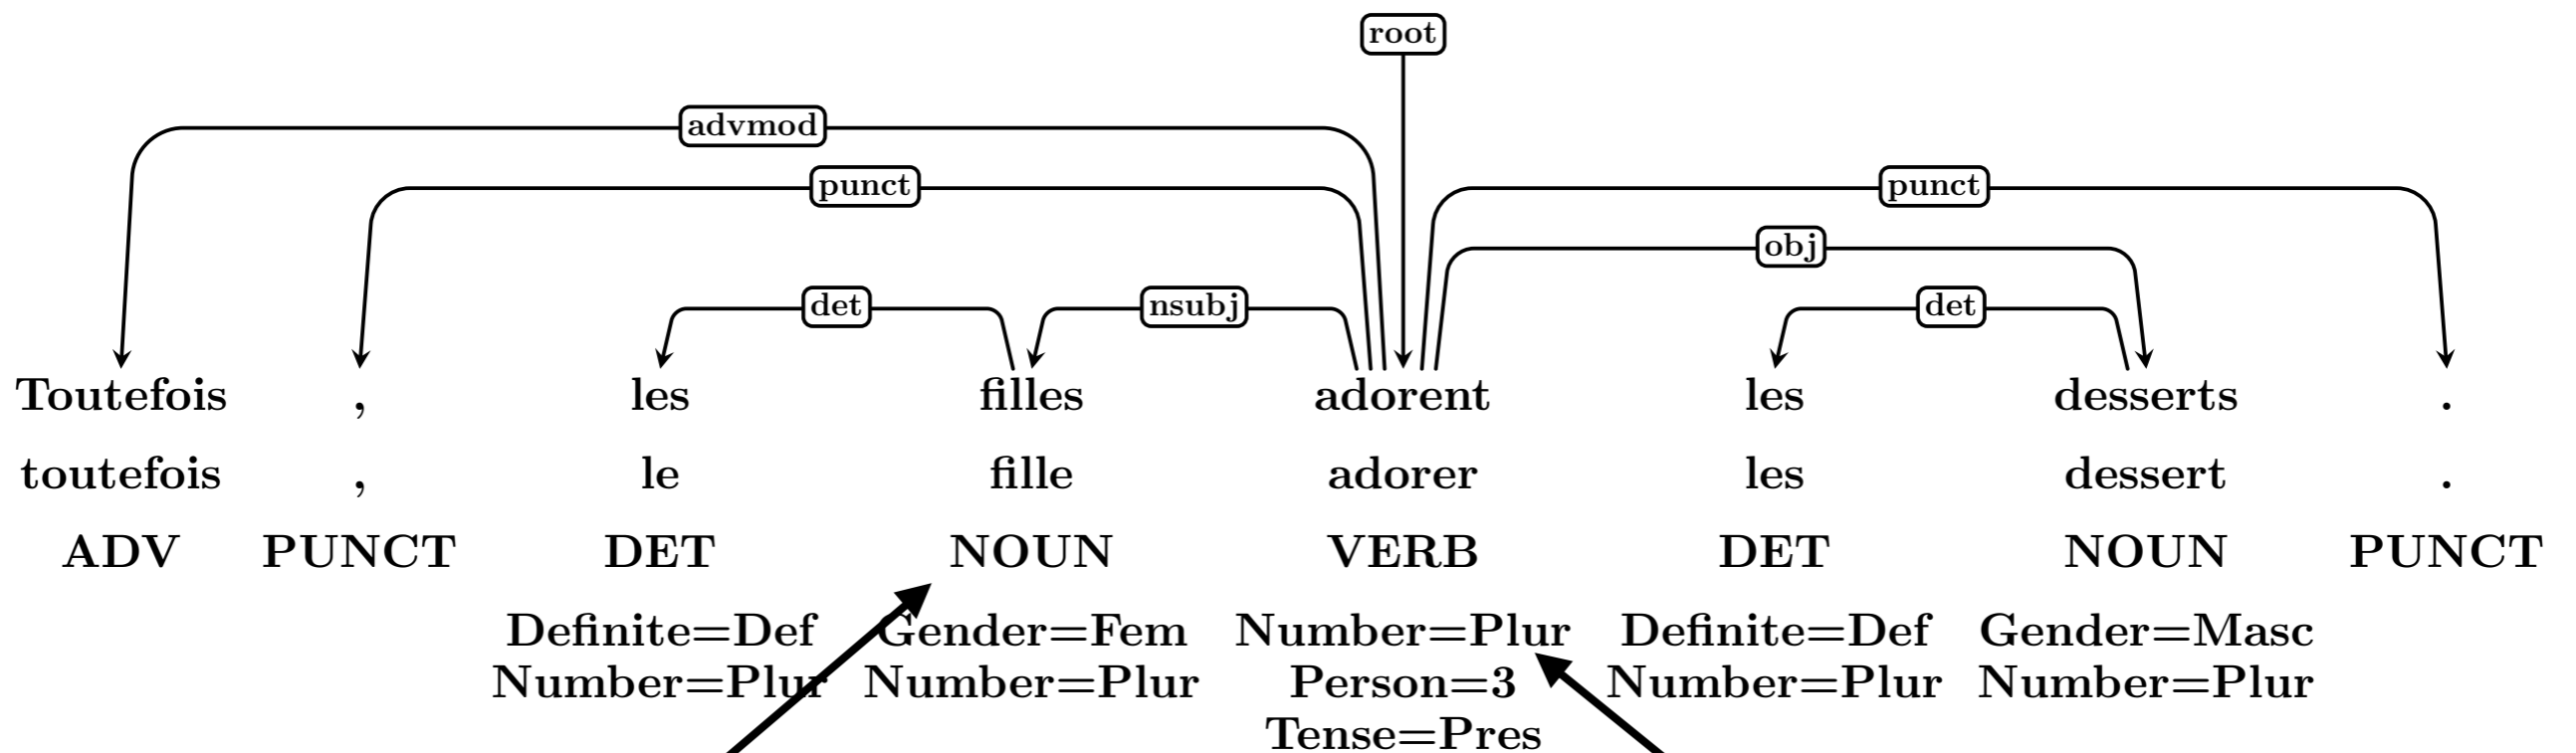 root
advmod
punct punct
obj
det nsubj det
Toutefois , les filles adorent les desserts .
toutefois , le fille adorer les dessert .
ADV PUNCT DET NOUN VERB DET NOUN PUNCT
Definite=Def Gender=Fem Number=Plur Definite=Def Gender=Masc
Number=Plur Number=Plur Person=3 Number=Plur Number=Plur
Tense=Pres